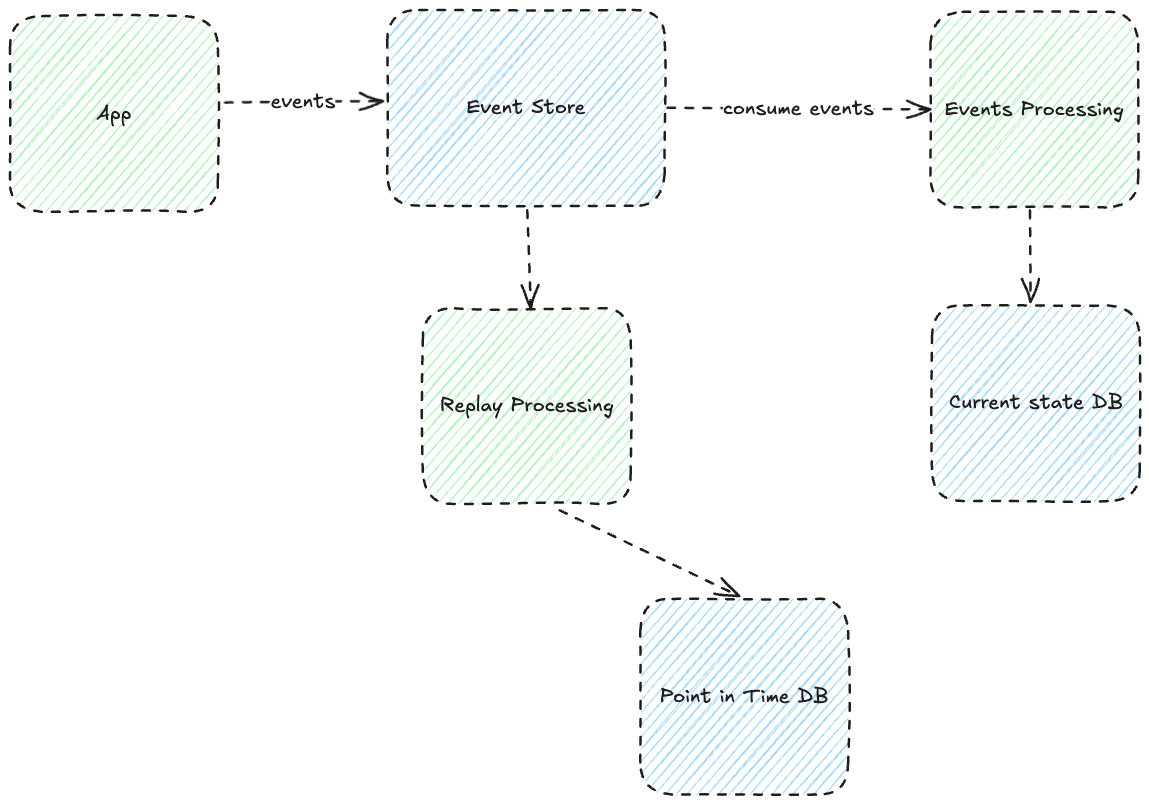 App
events
Event Store
consume events
Events Processing
Replay Processing
Current state DB
Point in Time DB